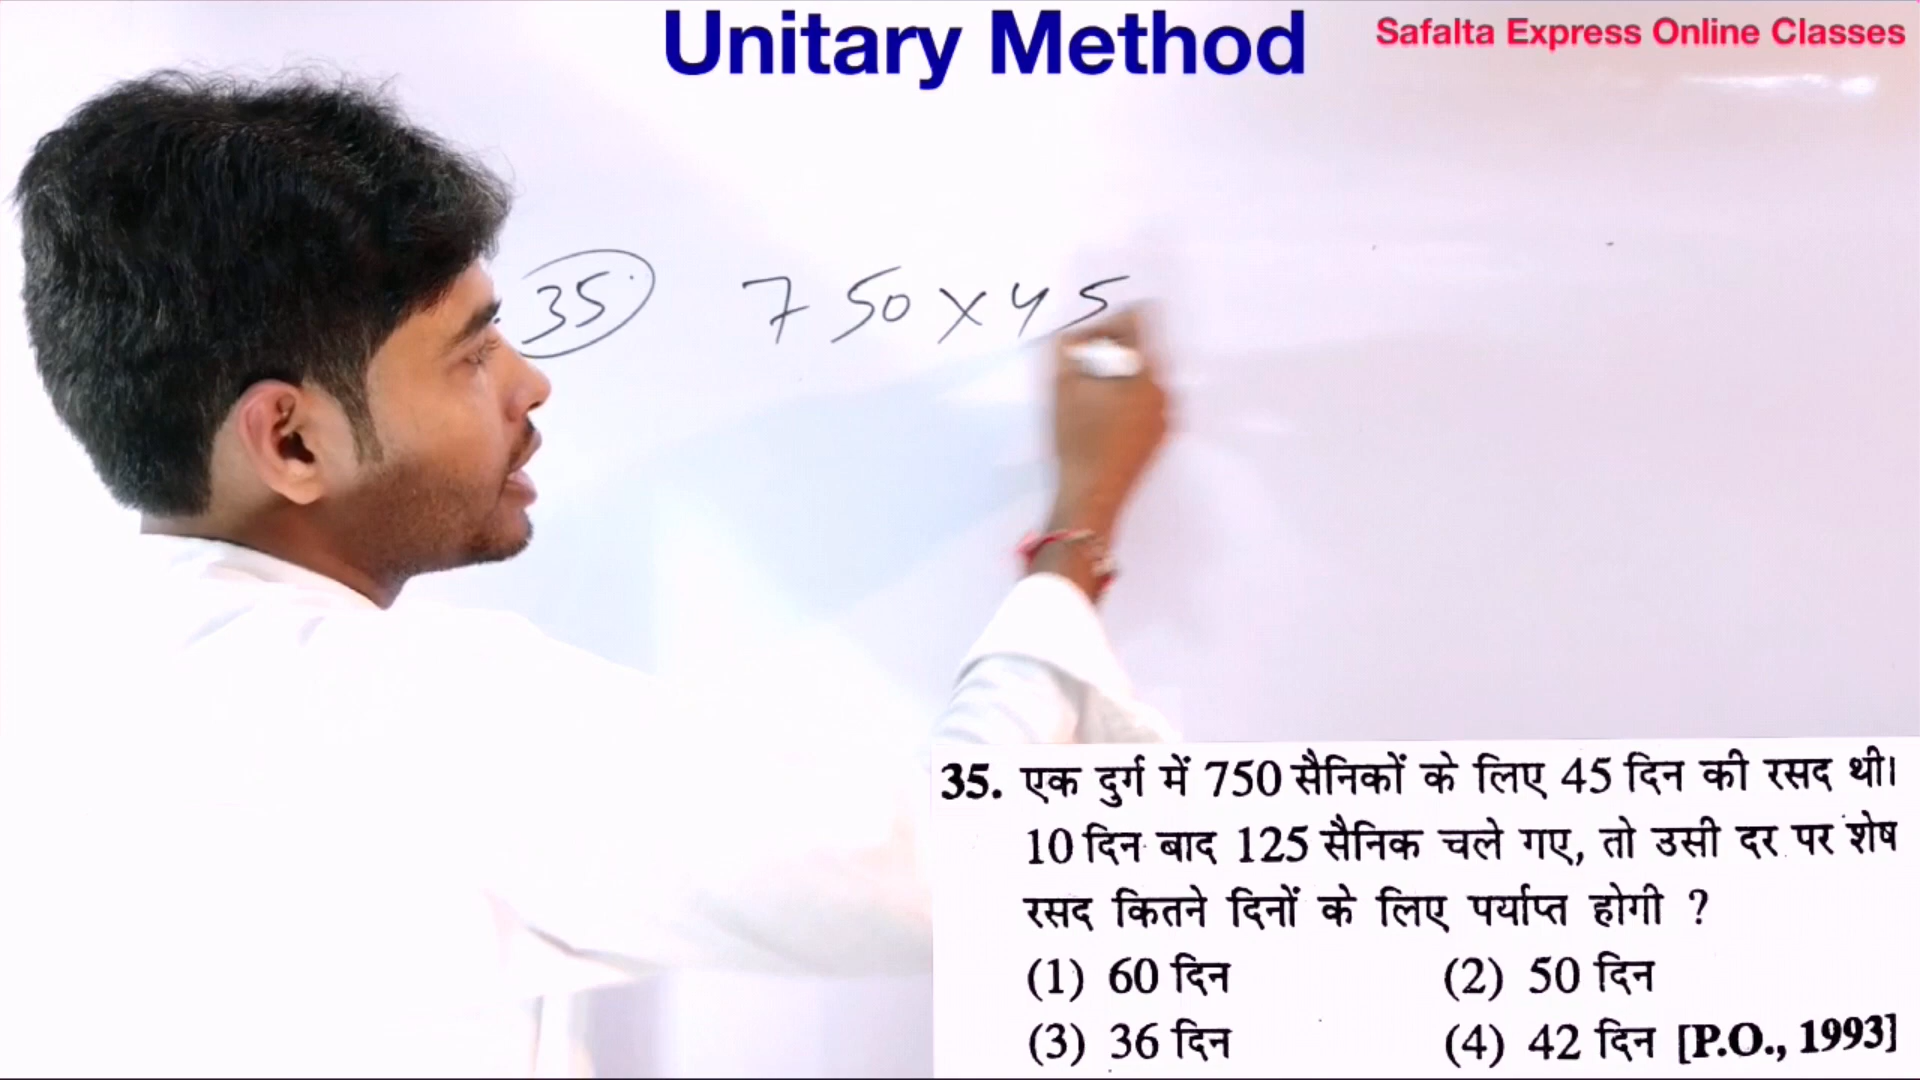 Unitary Method
Safalta Express Online Classes
35 750 x 45
35. एक दुर्ग में 750 सैनिकों के लिए 45 दिन की रसद थी।
10 दिन बाद 125 सैनिक चले गए, तो उसी दर पर शेष
रसद कितने दिनों के लिए पर्याप्त होगी ?
(1) 60 दिन (2) 50 दिन
(3) 36 दिन (4) 42 दिन [P.O., 1993]